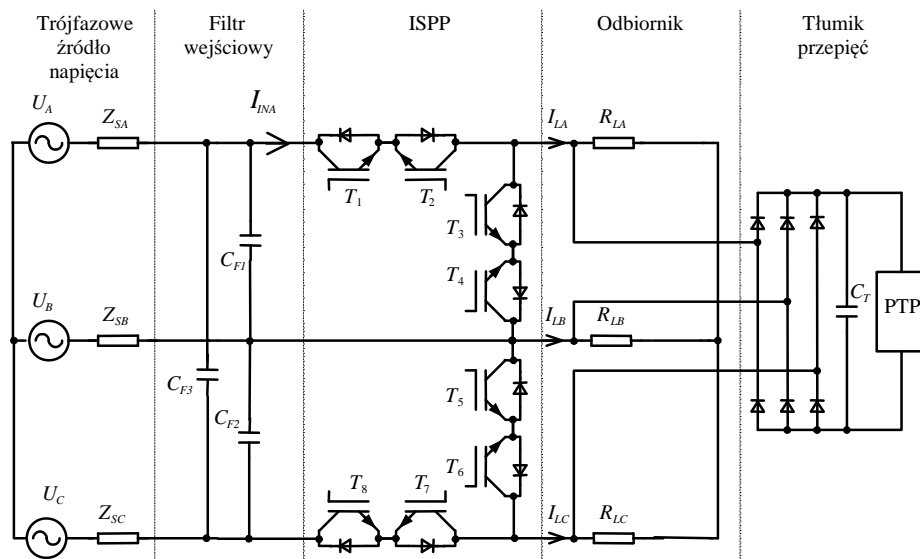 Trójfazowe
źródło
napięcia
Filtr
wejściowy
ISPP
Odbiornik
Tłumik
przepięć
U_A
Z_SA
I_INA
I_LA
R_LA
T_1
T_2
T_3
C_F1
T_4
U_B
Z_SB
I_LB
R_LB
C_T
PTP
C_F3
T_5
C_F2
T_6
U_C
Z_SC
T_8
T_7
I_LC
R_LC